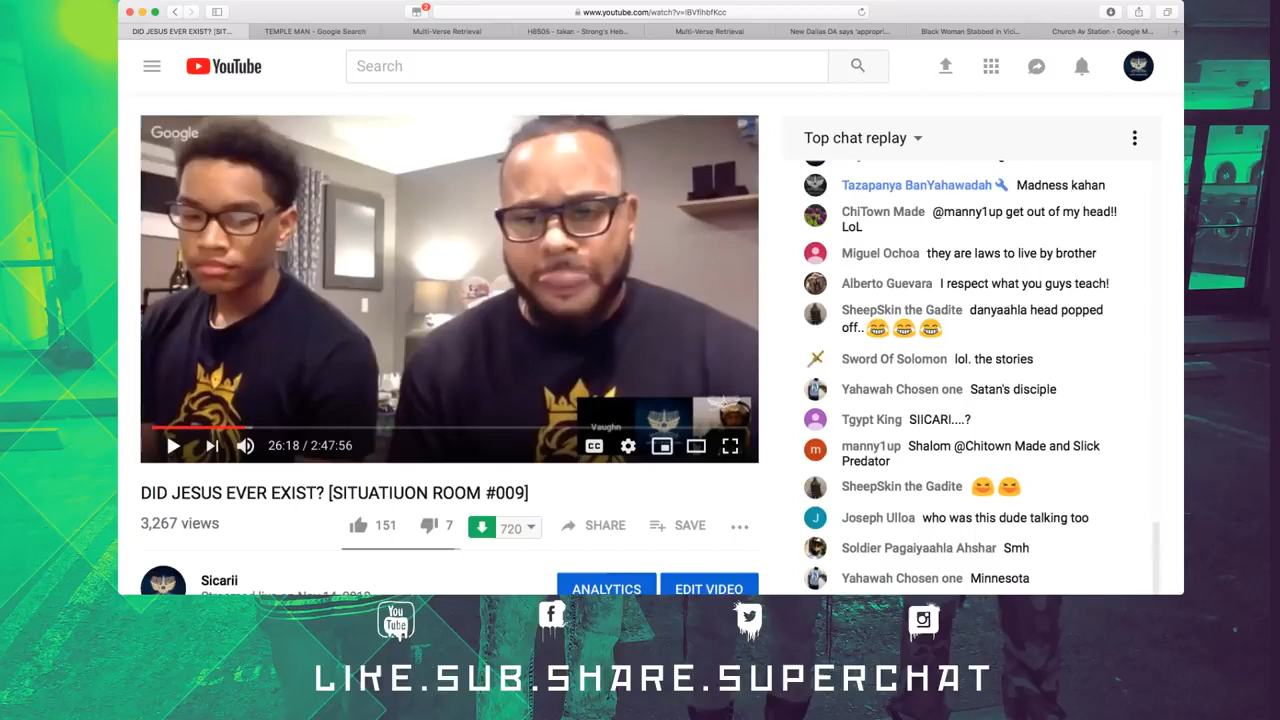 www.youtube.com/watch?v=lBVfihbfKcc
2
DID JESUS EVER EXIST? [SIT...
TEMPLE MAN - Google Search
Multi-Verse Retrieval
H8505 - takan - Strong's Heb...
Multi-Verse Retrieval
New Dallas DA says 'appropri...
Black Woman Stabbed in Vici...
Church Av Station - Google M...
YouTube
Search
Google
Vaughn
CC
26:18 / 2:47:56
DID JESUS EVER EXIST? [SITUATIUON ROOM #009]
3,267 views
151
7
720
SHARE
SAVE
Sicarii
ANALYTICS
EDIT VIDEO
Top chat replay
Tazapanya BanYahawadah Madness kahan
ChiTown Made @manny1up get out of my head!!
LoL
Miguel Ochoa they are laws to live by brother
Alberto Guevara I respect what you guys teach!
SheepSkin the Gadite danyaahla head popped
off..
Sword Of Solomon lol. the stories
Yahawah Chosen one Satan's disciple
Tgypt King SIICARI....?
m
manny1up Shalom @Chitown Made and Slick
Predator
SheepSkin the Gadite
J
Joseph Ulloa who was this dude talking too
Soldier Pagaiyaahla Ahshar Smh
Yahawah Chosen one Minnesota
You
Tube
LIKE.SUB.SHARE.SUPERCHAT